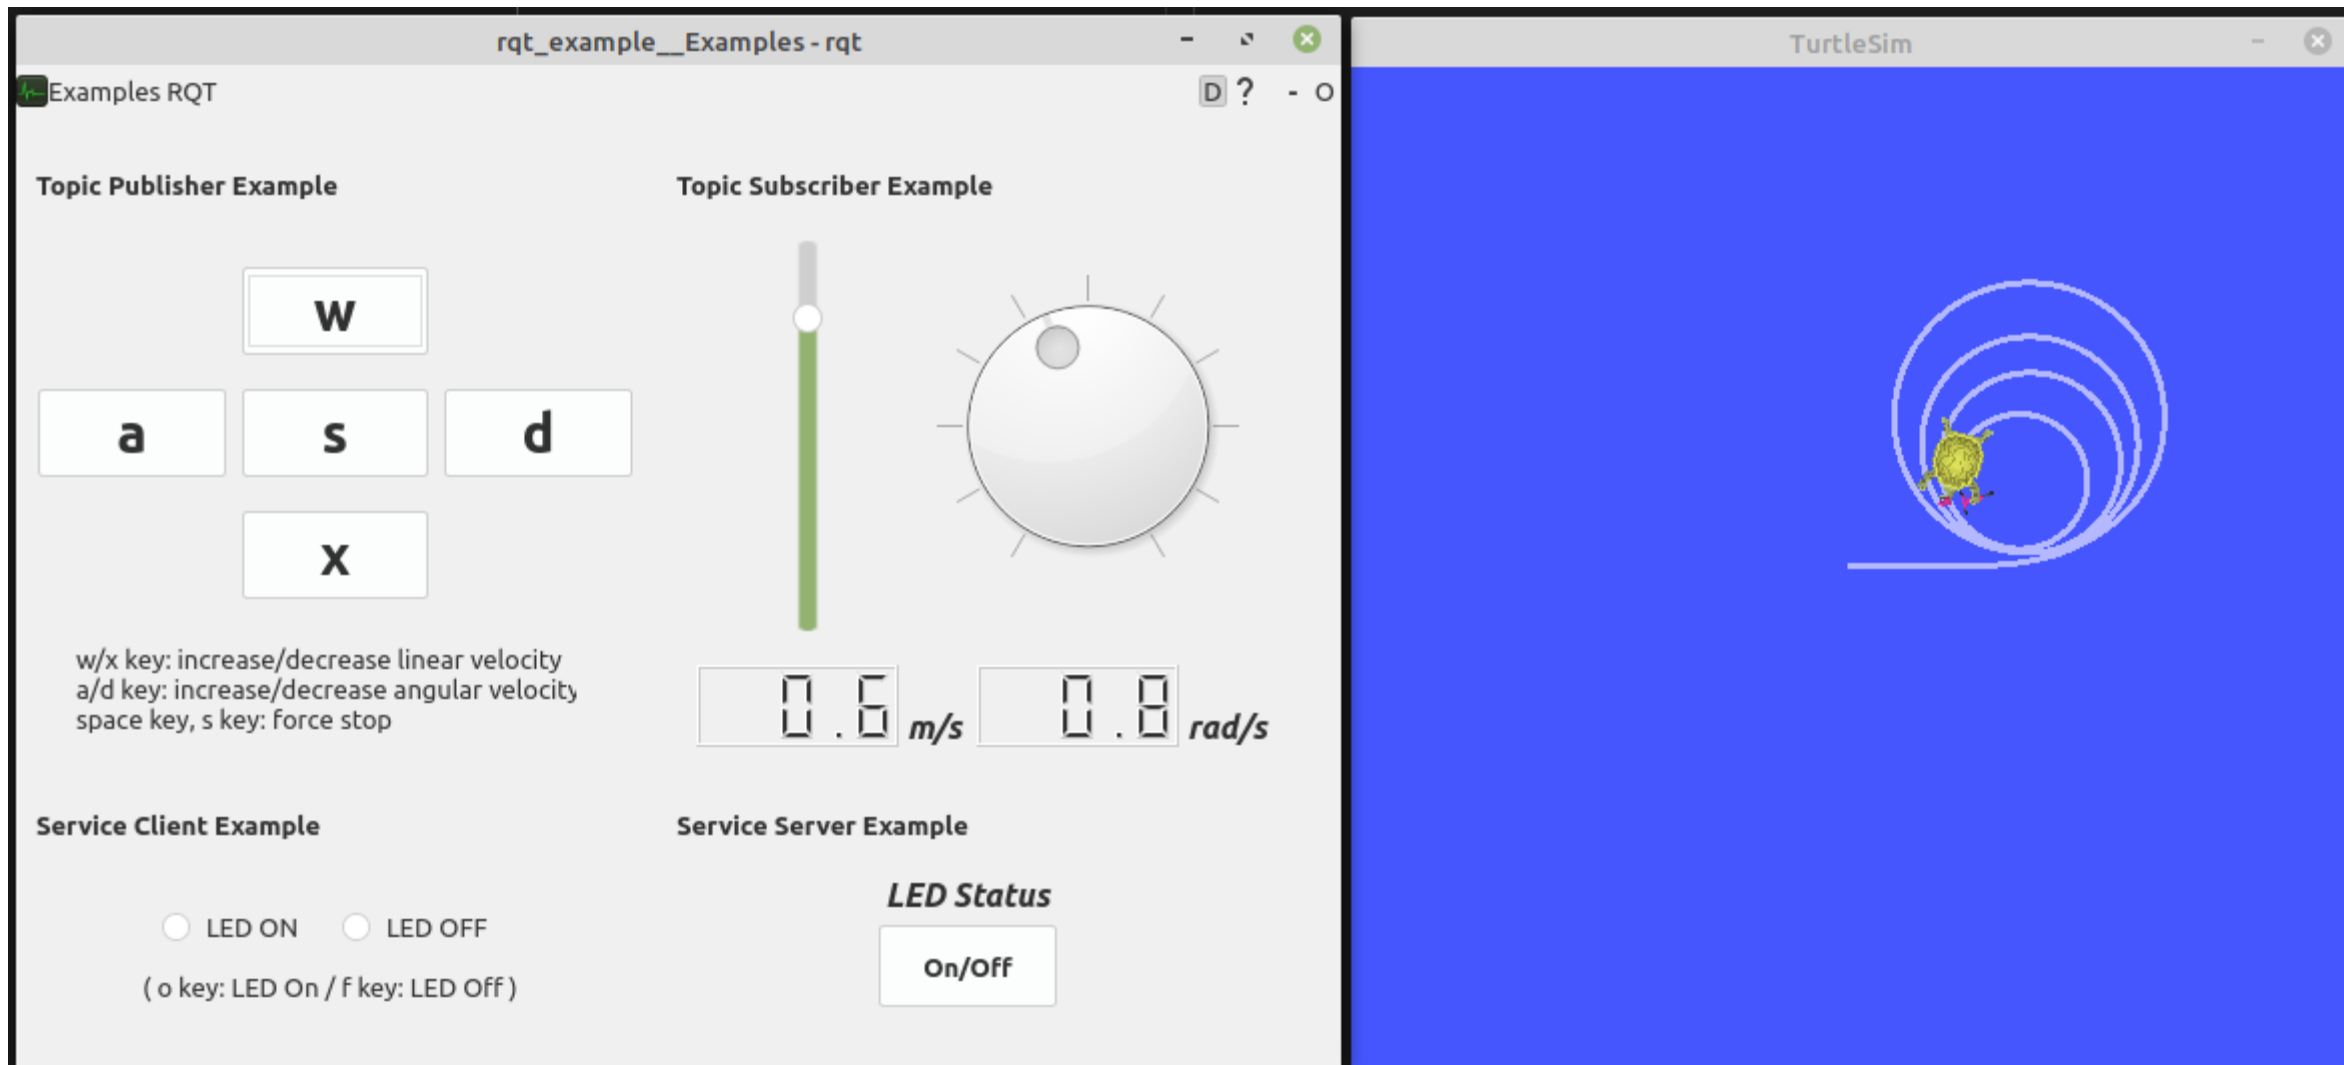 rqt_example__Examples - rqt
TurtleSim
Examples RQT
D ? - O
Topic Publisher Example
Topic Subscriber Example
w
a s d
x
w/x key: increase/decrease linear velocity
a/d key: increase/decrease angular velocity
space key, s key: force stop
0.6 m/s 0.8 rad/s
Service Client Example
Service Server Example
LED Status
LED ON LED OFF
On/Off
( o key: LED On / f key: LED Off )